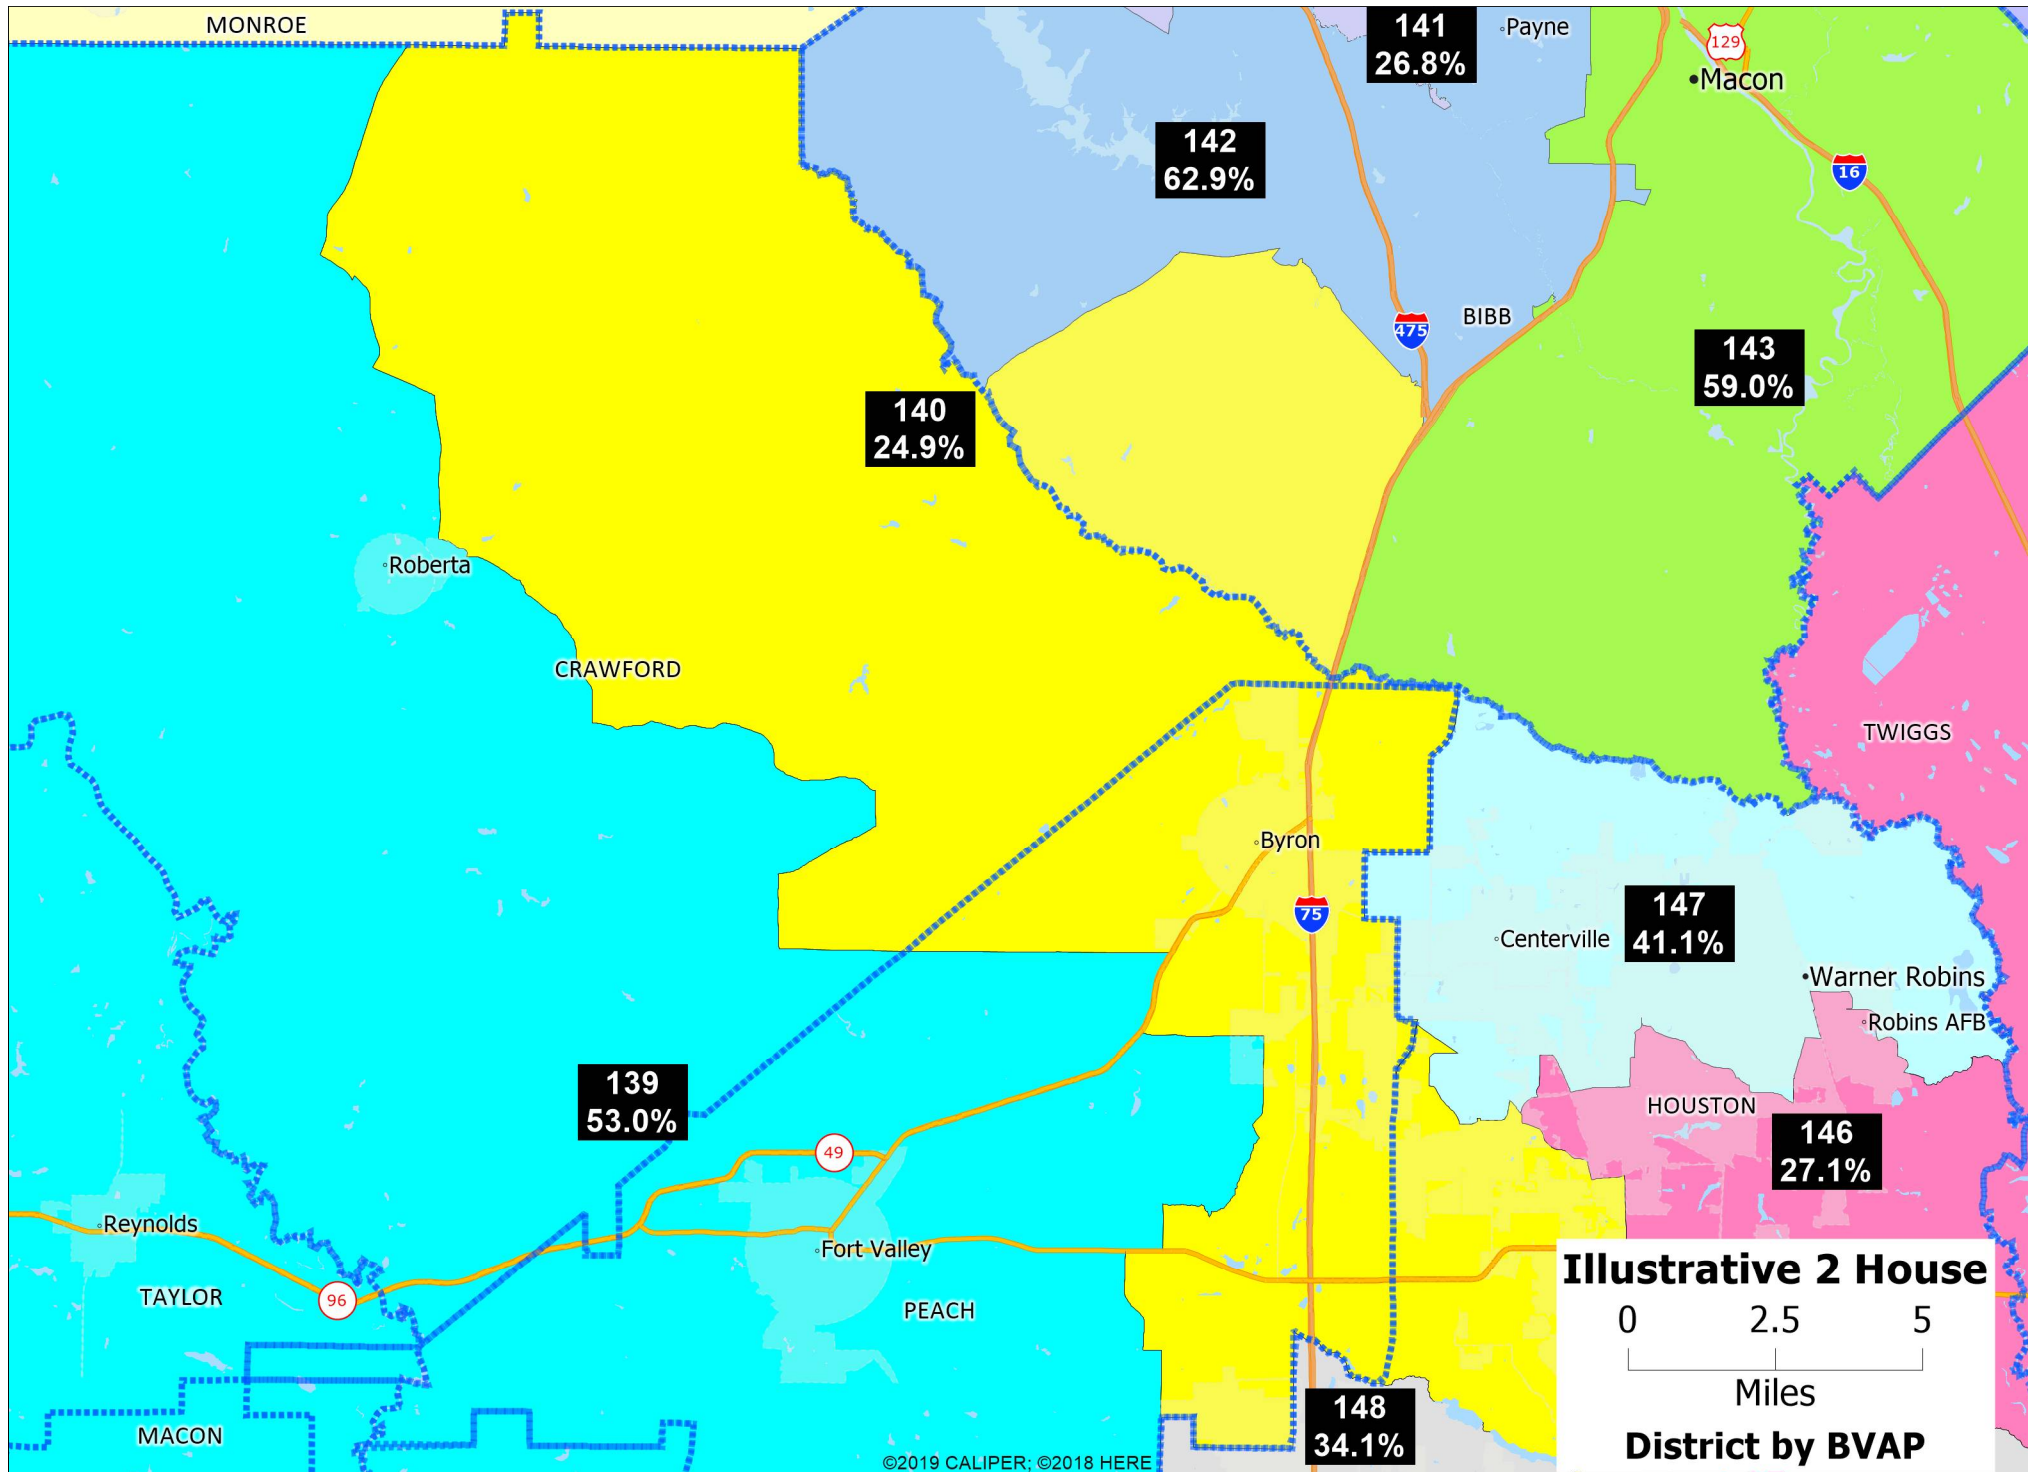 MONROE
141
26.8%
Payne
129
Macon
142
62.9%
16
475
BIBB
143
59.0%
140
24.9%
Roberta
CRAWFORD
TWIGGS
Byron
75
147
41.1%
Centerville
Warner Robins
Robins AFB
139
53.0%
HOUSTON
146
27.1%
49
Reynolds
Fort Valley
96
TAYLOR
PEACH
Illustrative 2 House
0 2.5 5
Miles
District by BVAP
148
34.1%
MACON
©2019 CALIPER; ©2018 HERE